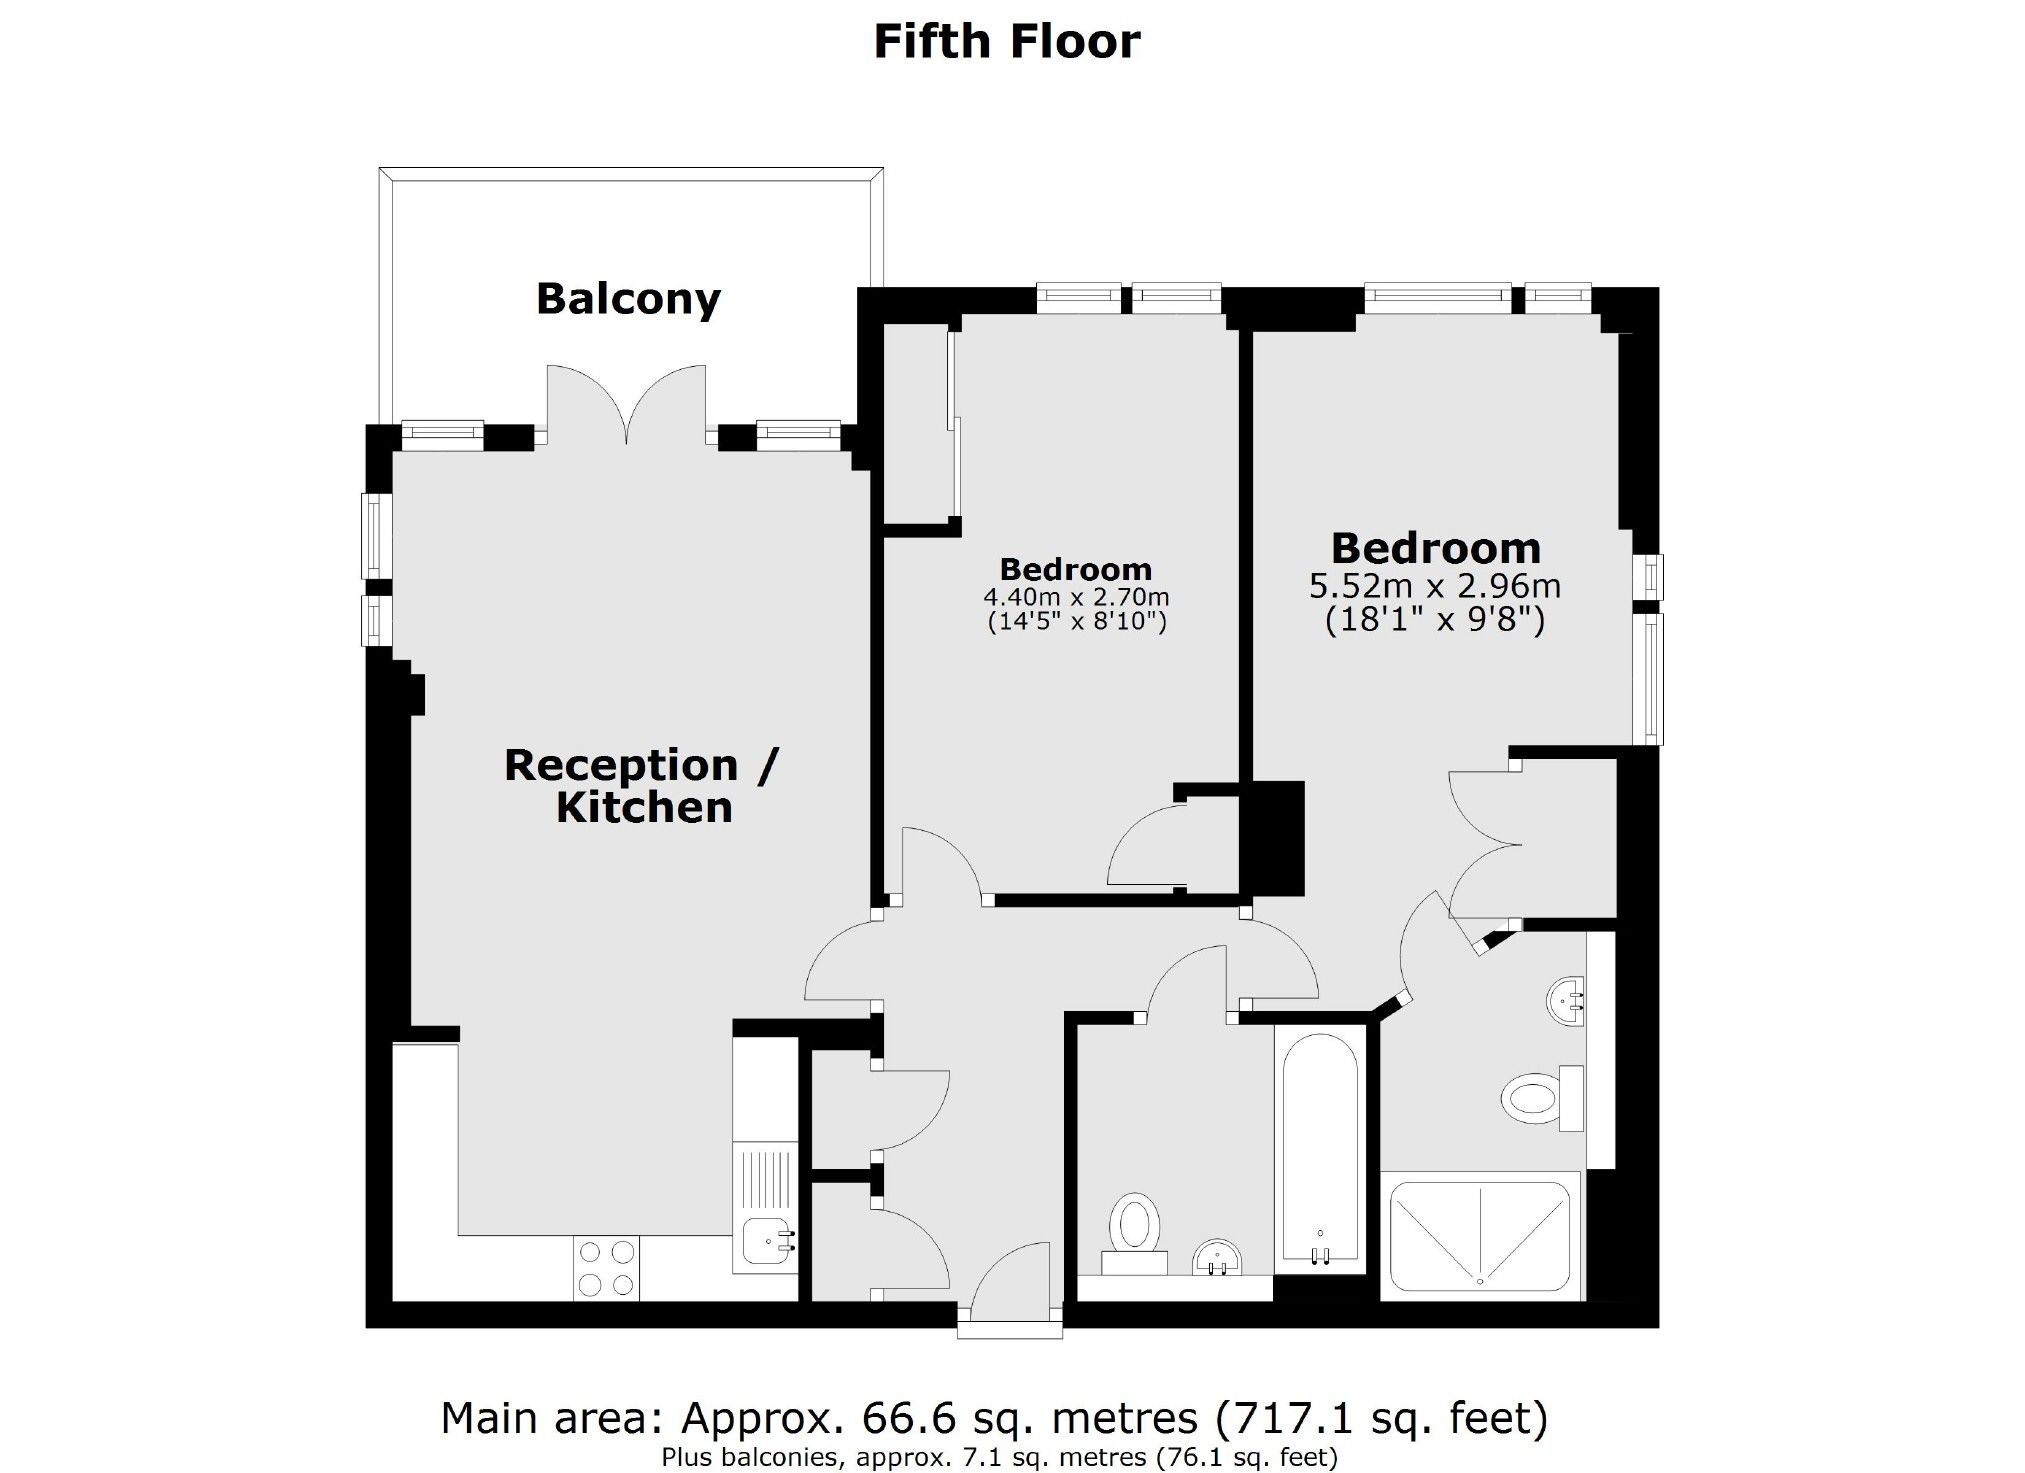 Fifth Floor
Balcony
Bedroom
5.52m x 2.96m
(18'1" x 9'8")
Bedroom
4.40m x 2.70m
(14'5" x 8'10")
Reception /
Kitchen
Main area: Approx. 66.6 sq. metres (717.1 sq. feet)
Plus balconies, approx. 7.1 sq. metres (76.1 sq. feet)